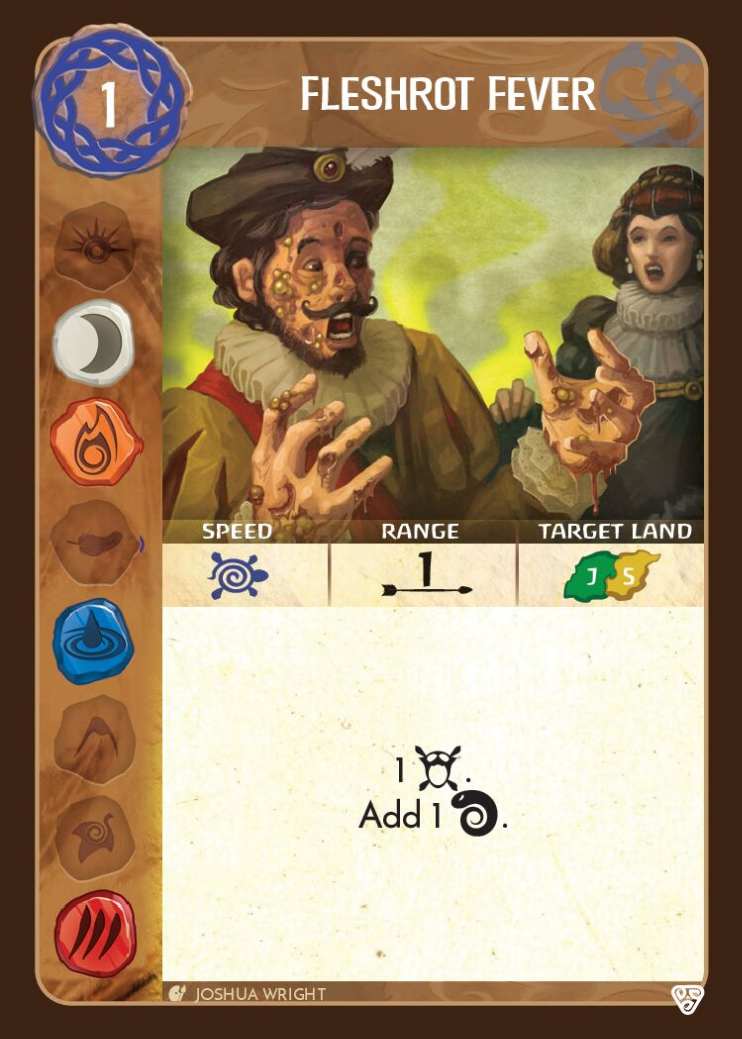 1
FLESHROT FEVER
SPEED RANGE TARGET LAND
1
J S
1 .
Add 1 .
JOSHUA WRIGHT